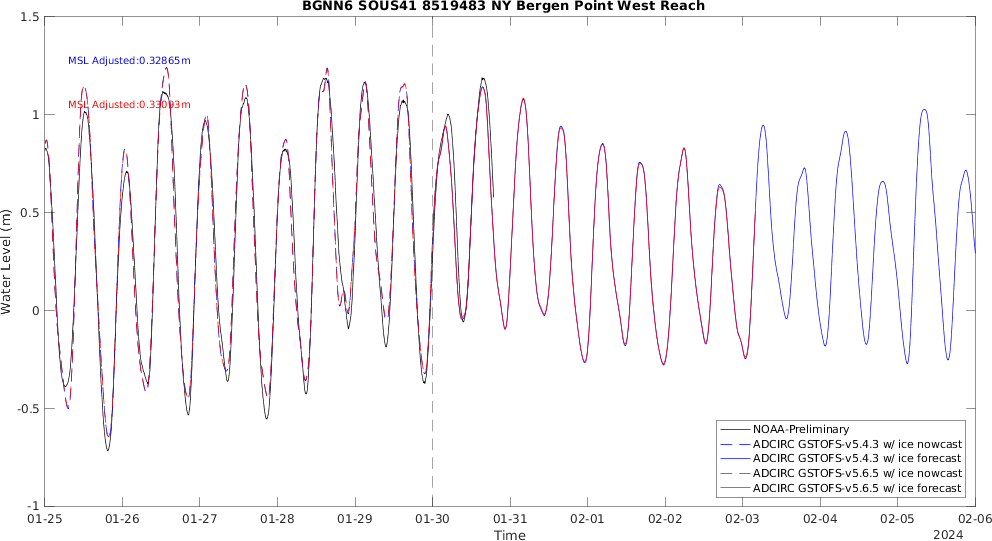 BGNN6 SOUS41 8519483 NY Bergen Point West Reach
1.5
1
0.5
0
-0.5
-1
Water Level (m)
MSL Adjusted:0.32865m
MSL Adjusted:0.33093m
NOAA-Preliminary
ADCIRC GSTOFS-v5.4.3 w/ ice nowcast
ADCIRC GSTOFS-v5.4.3 w/ ice forecast
ADCIRC GSTOFS-v5.6.5 w/ ice nowcast
ADCIRC GSTOFS-v5.6.5 w/ ice forecast
01-25 01-26 01-27 01-28 01-29 01-30 01-31 02-01 02-02 02-03 02-04 02-05 02-06
Time
2024